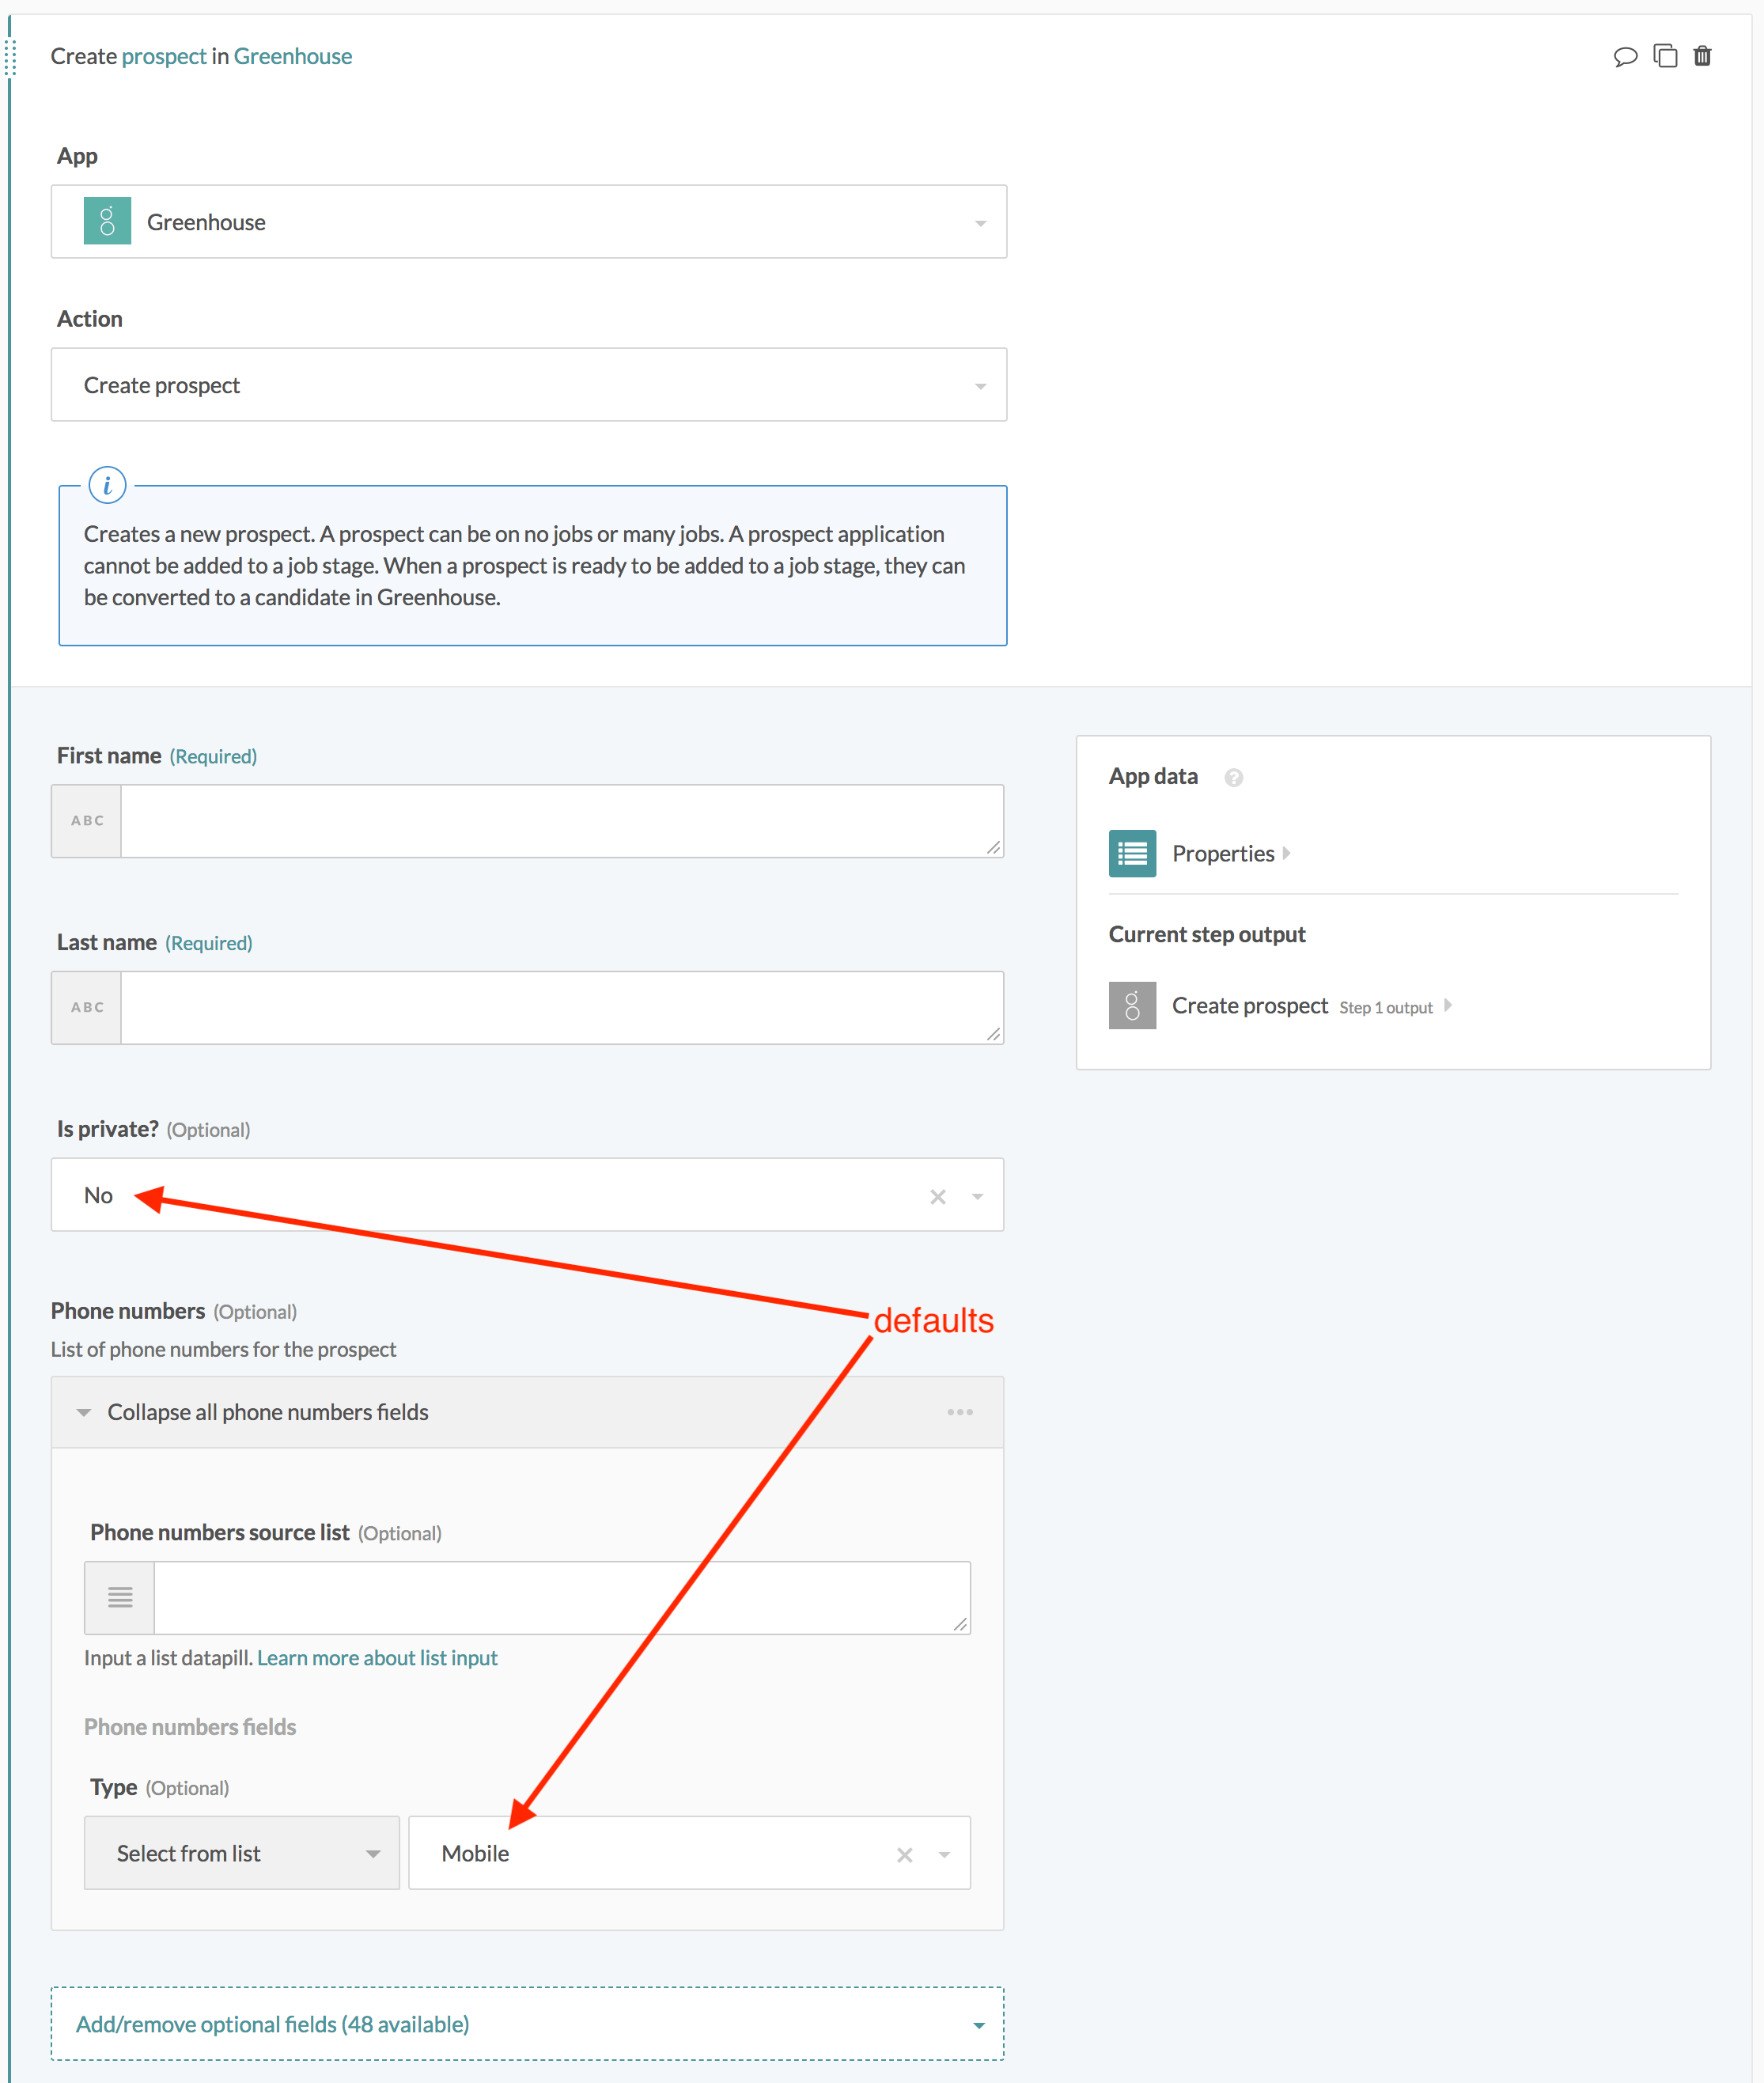 Create prospect in Greenhouse
App
Greenhouse
Action
Create prospect
i
Creates a new prospect. A prospect can be on no jobs or many jobs. A prospect application
cannot be added to a job stage. When a prospect is ready to be added to a job stage, they can
be converted to a candidate in Greenhouse.
First name (Required)
ABC
Last name (Required)
ABC
App data ?
Properties
Current step output
Create prospect Step 1 output
Is private? (Optional)
No
defaults
Phone numbers (Optional)
List of phone numbers for the prospect
Collapse all phone numbers fields
Phone numbers source list (Optional)
Input a list datapill. Learn more about list input
Phone numbers fields
Type (Optional)
Select from list
Mobile
Add/remove optional fields (48 available)